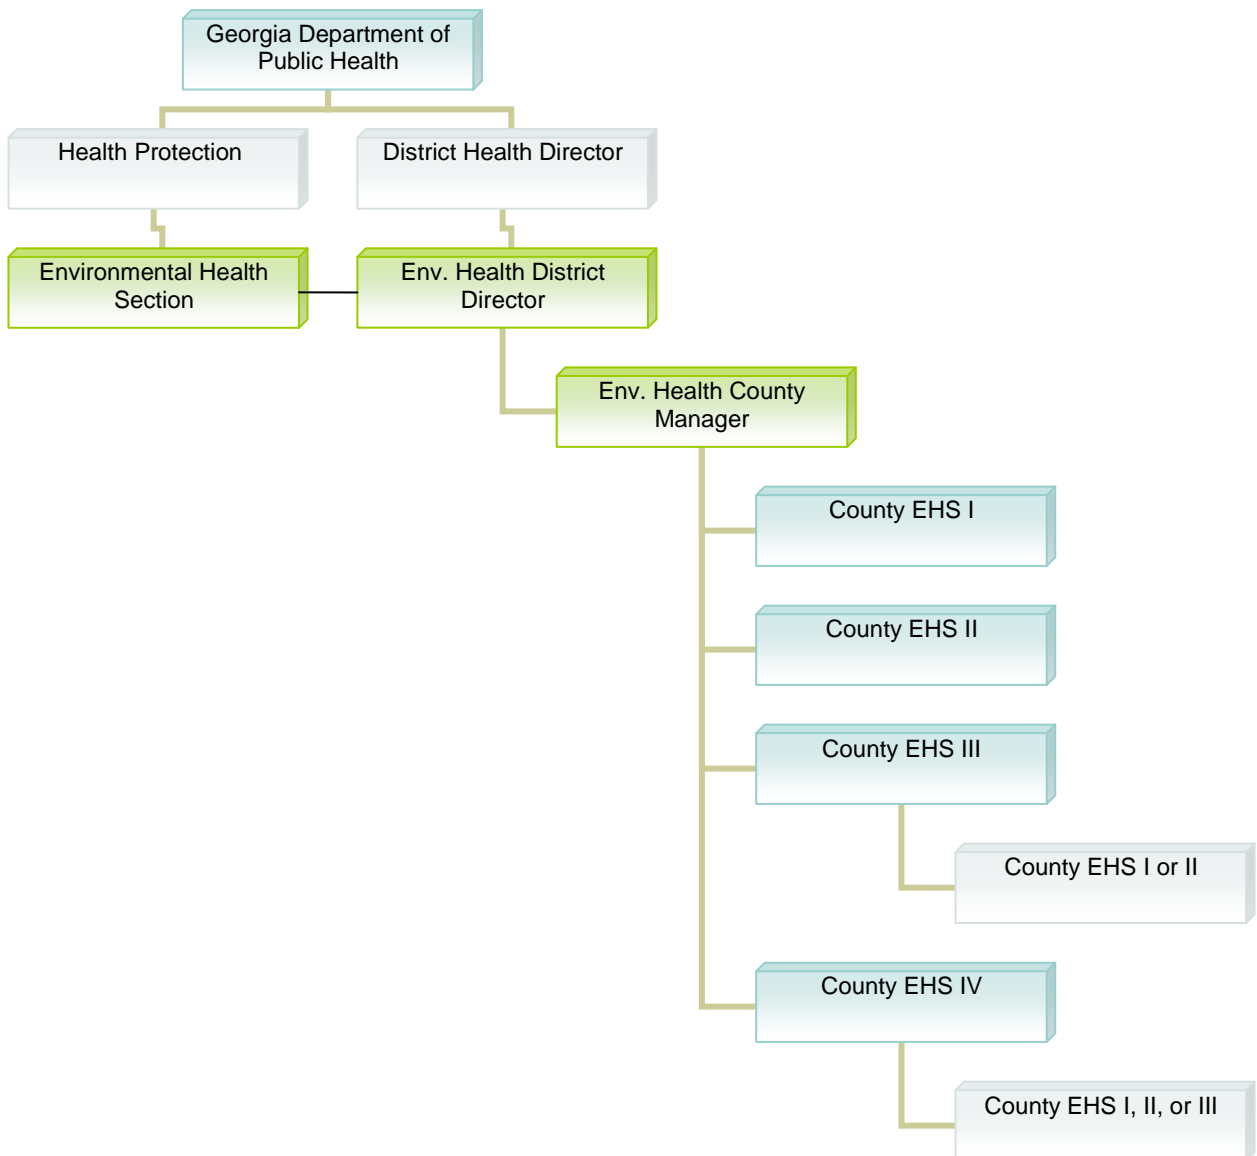 Georgia Department of
Public Health
Health Protection
District Health Director
Environmental Health
Section
Env. Health District
Director
Env. Health County
Manager
County EHS I
County EHS II
County EHS III
County EHS I or II
County EHS IV
County EHS I, II, or III